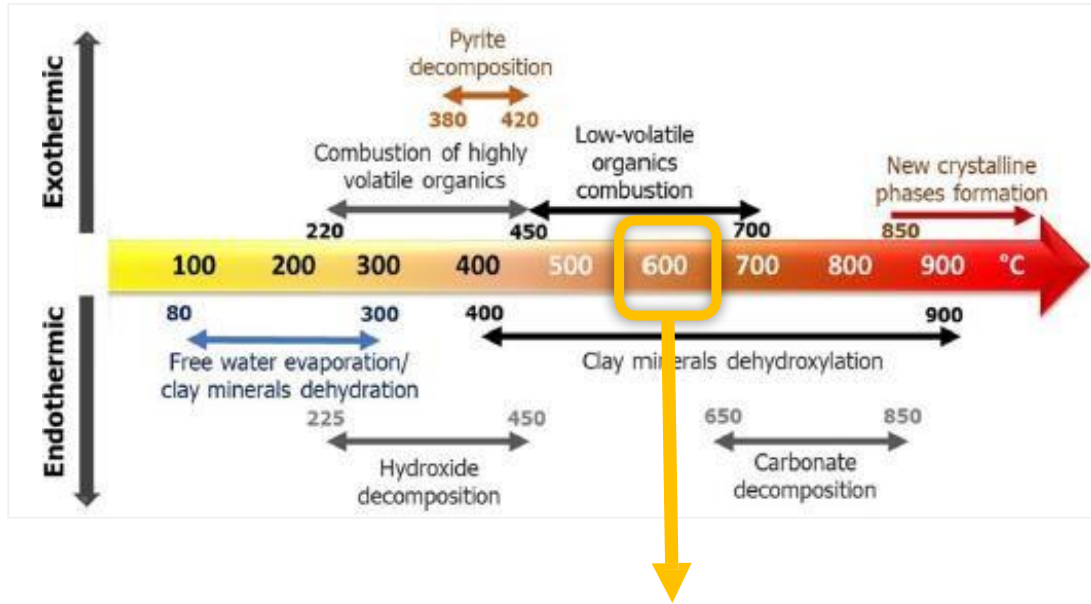 Exothermic
Pyrite
decomposition
380 420
Combustion of highly
volatile organics
Low-volatile
organics
combustion
New crystalline
phases formation
220 450 700 850
100 200 300 400 500 600 700 800 900 °C
Endothermic
80 300 400 900
Free water evaporation/
clay minerals dehydration
Clay minerals dehydroxylation
225 450 650 850
Hydroxide
decomposition
Carbonate
decomposition